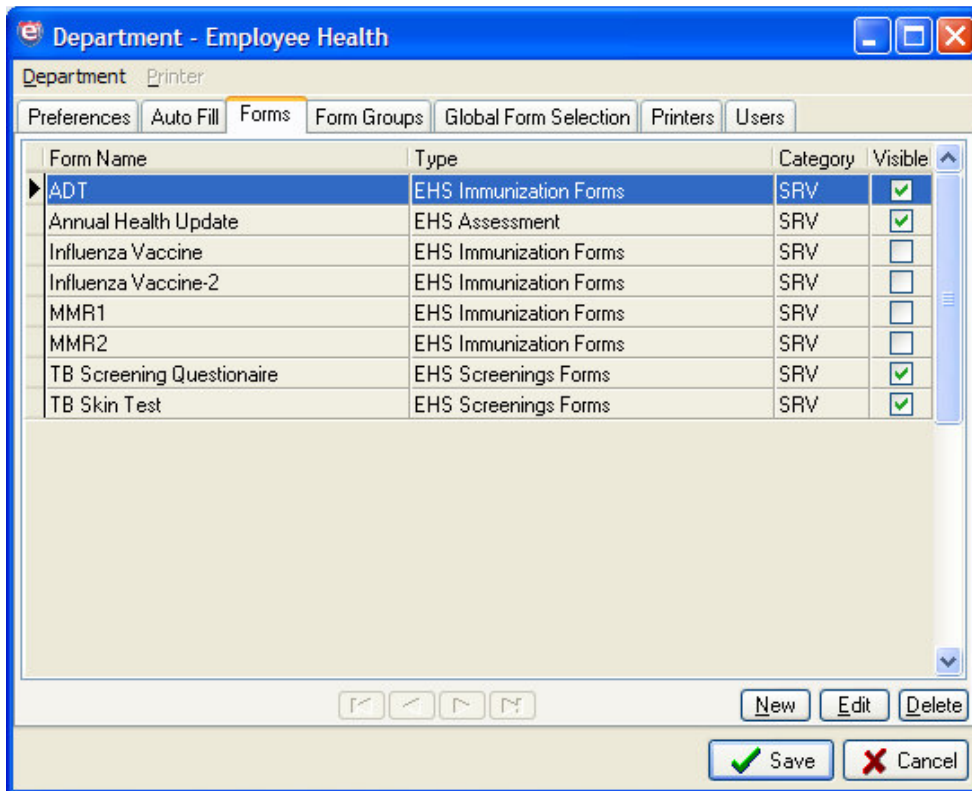 Department - Employee Health
Department Printer
Preferences Auto Fill Forms Form Groups Global Form Selection Printers Users
Form Name Type Category Visible
ADT EHS Immunization Forms SRV
Annual Health Update EHS Assessment SRV
Influenza Vaccine EHS Immunization Forms SRV
Influenza Vaccine-2 EHS Immunization Forms SRV
MMR1 EHS Immunization Forms SRV
MMR2 EHS Immunization Forms SRV
TB Screening Questionaire EHS Screenings Forms SRV
TB Skin Test EHS Screenings Forms SRV
New Edit Delete
Save Cancel